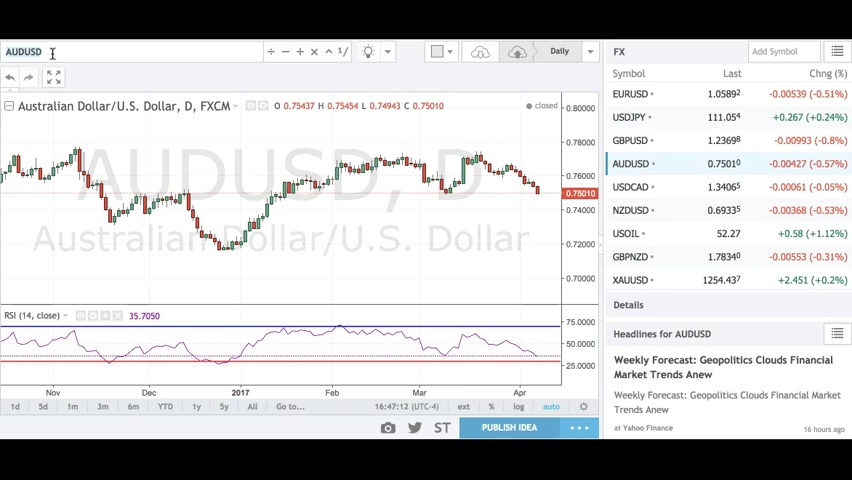 AUDUSD
1/
Daily
FX
Add Symbol
Symbol Last Chng (%)
Australian Dollar/U.S. Dollar, D, FXCM
O 0.75437 H 0.75454 L 0.74943 C 0.75010
closed
AUDUSD, D
Australian Dollar/U.S. Dollar
0.80000
0.78000
0.76000
0.75010
0.74000
0.72000
0.70000
EURUSD 1.05892 -0.00539 (-0.51%)
USDJPY 111.054 +0.267 (+0.24%)
GBPUSD 1.23698 -0.00993 (-0.8%)
AUDUSD 0.75010 -0.00427 (-0.57%)
USDCAD 1.34065 -0.00061 (-0.05%)
NZDUSD 0.69335 -0.00368 (-0.53%)
USOIL 52.27 +0.58 (+1.12%)
GBPNZD 1.78340 -0.00553 (-0.31%)
XAUUSD 1254.437 +2.451 (+0.2%)
Details
Headlines for AUDUSD
Weekly Forecast: Geopolitics Clouds Financial
Market Trends Anew
Weekly Forecast: Geopolitics Clouds Financial Market
Trends Anew
at Yahoo Finance
16 hours ago
RSI (14, close) 35.7050
75.0000
50.0000
25.0000
Nov Dec 2017 Feb Mar Apr
1d 5d 1m 3m 6m YTD 1y 5y All Go to... 16:47:12 (UTC-4) ext % log auto
ST PUBLISH IDEA